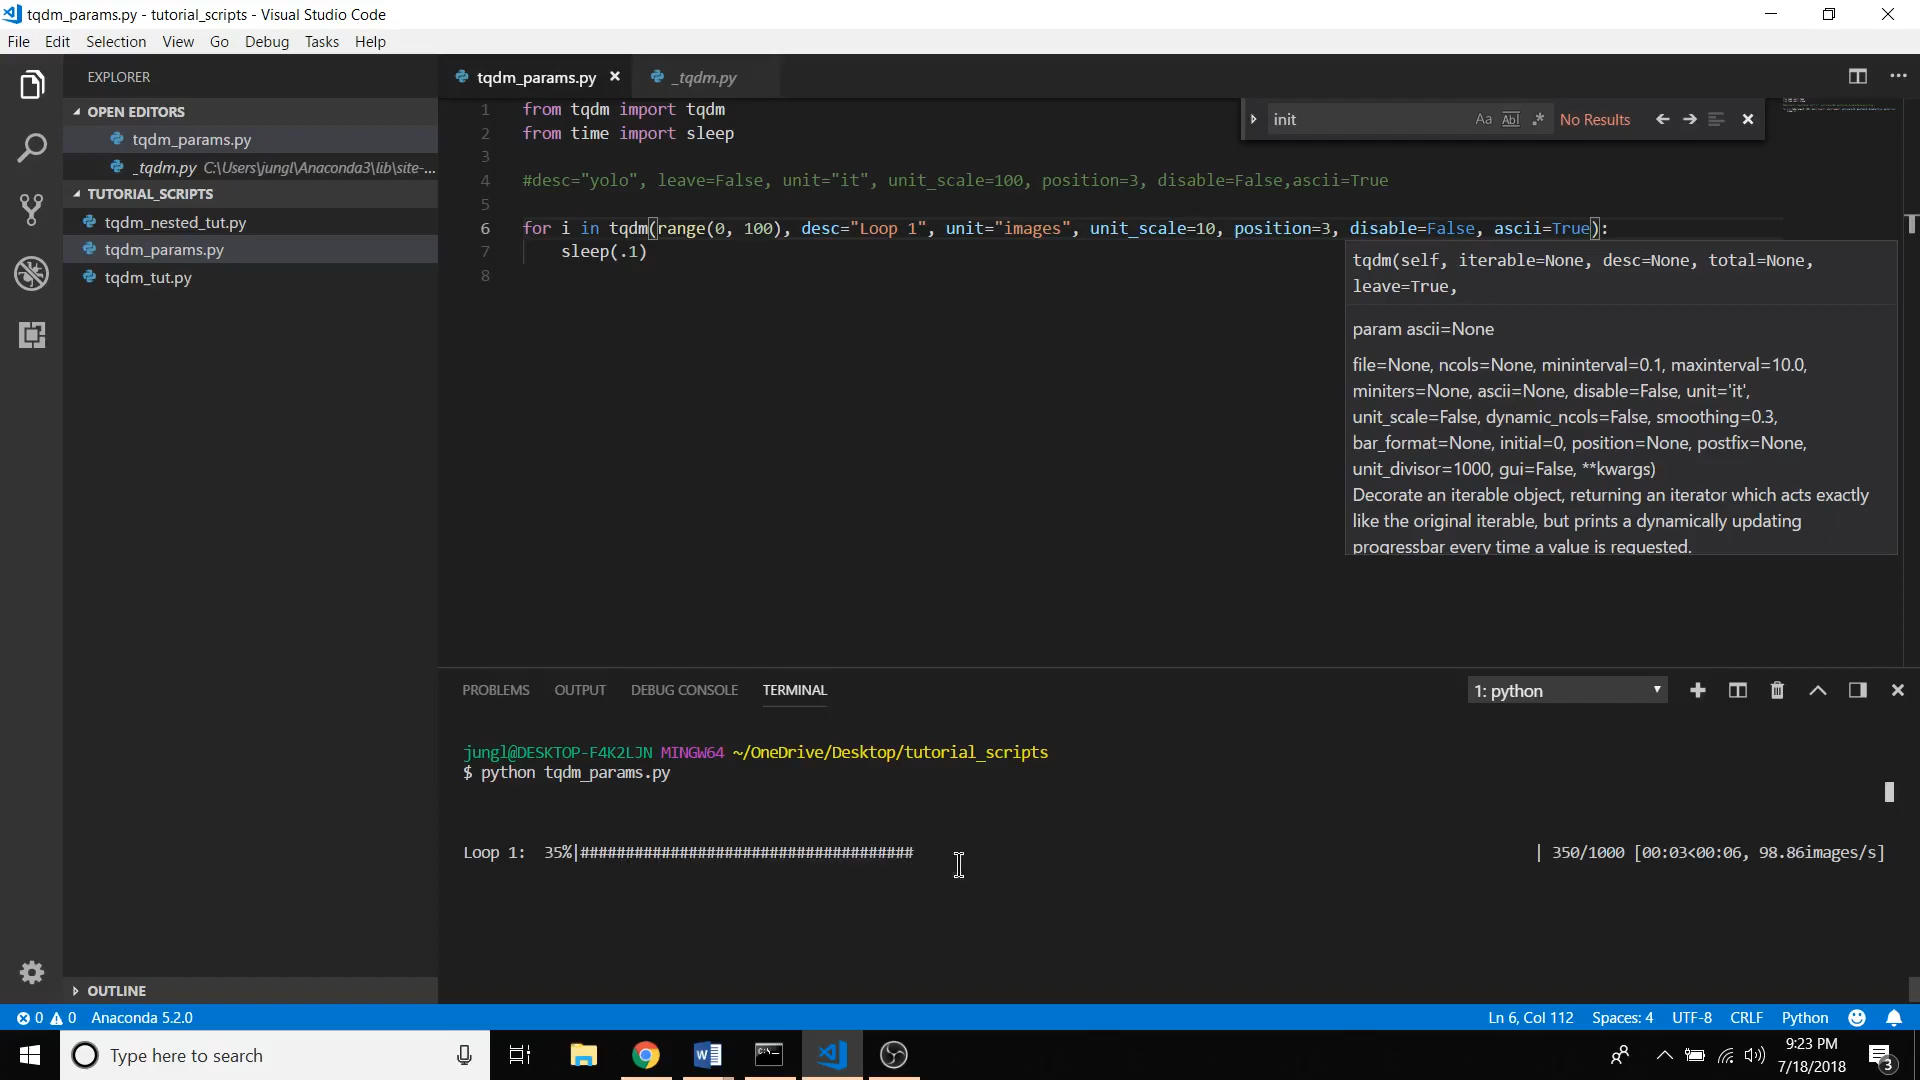 tqdm_params.py - tutorial_scripts - Visual Studio Code
File Edit Selection View Go Debug Tasks Help
EXPLORER
OPEN EDITORS
tqdm_params.py
_tqdm.py C:\Users\jungl\Anaconda3\lib\site-...
TUTORIAL_SCRIPTS
tqdm_nested_tut.py
tqdm_params.py
tqdm_tut.py
OUTLINE
tqdm_params.py
_tqdm.py
init
Aa Abl .* No Results
1 from tqdm import tqdm
2 from time import sleep
3
4 #desc="yolo", leave=False, unit="it", unit_scale=100, position=3, disable=False,ascii=True
5
6 for i in tqdm(range(0, 100), desc="Loop 1", unit="images", unit_scale=10, position=3, disable=False, ascii=True):
7 sleep(.1)
8
tqdm(self, iterable=None, desc=None, total=None,
leave=True,
param ascii=None
file=None, ncols=None, mininterval=0.1, maxinterval=10.0,
miniters=None, ascii=None, disable=False, unit='it',
unit_scale=False, dynamic_ncols=False, smoothing=0.3,
bar_format=None, initial=0, position=None, postfix=None,
unit_divisor=1000, gui=False, **kwargs)
Decorate an iterable object, returning an iterator which acts exactly
like the original iterable, but prints a dynamically updating
progressbar every time a value is requested.
PROBLEMS OUTPUT DEBUG CONSOLE TERMINAL
1: python
jungl@DESKTOP-F4K2LJN MINGW64 ~/OneDrive/Desktop/tutorial_scripts
$ python tqdm_params.py
Loop 1: 35%|##################################### | 350/1000 [00:03<00:06, 98.86images/s]
0 0 Anaconda 5.2.0
Ln 6, Col 112 Spaces: 4 UTF-8 CRLF Python
Type here to search
9:23 PM
7/18/2018
3